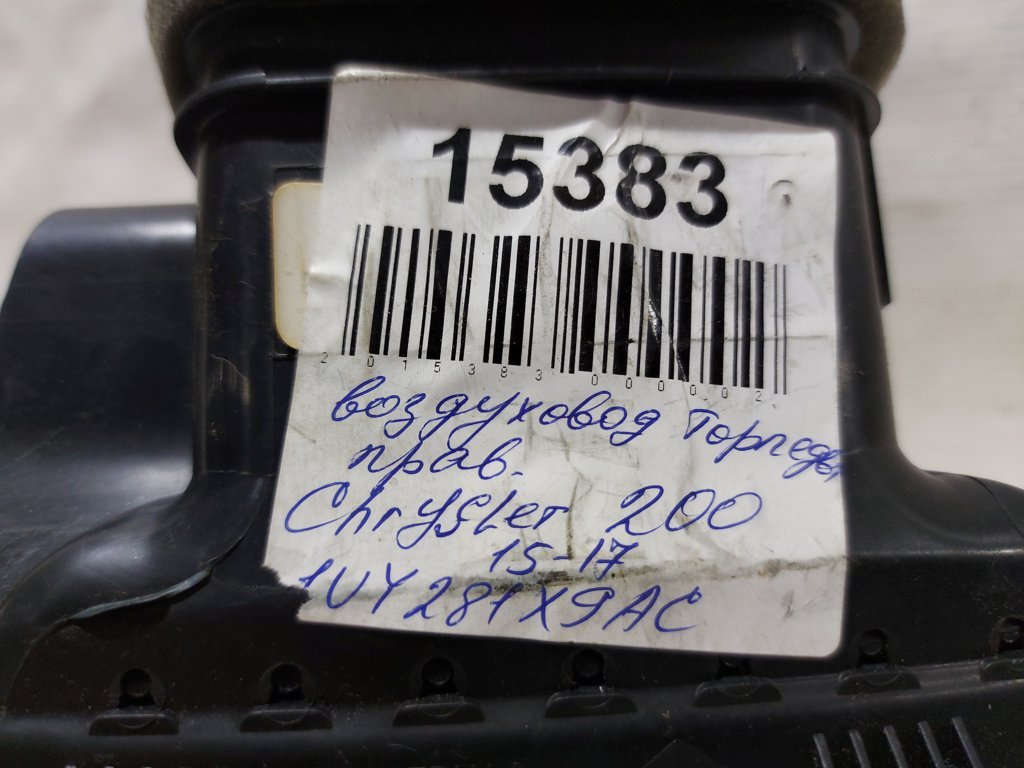 15383
2015383000002
воздуховод Торпеды
прав.
Chrysler 200
15-17
1UY281X9AC